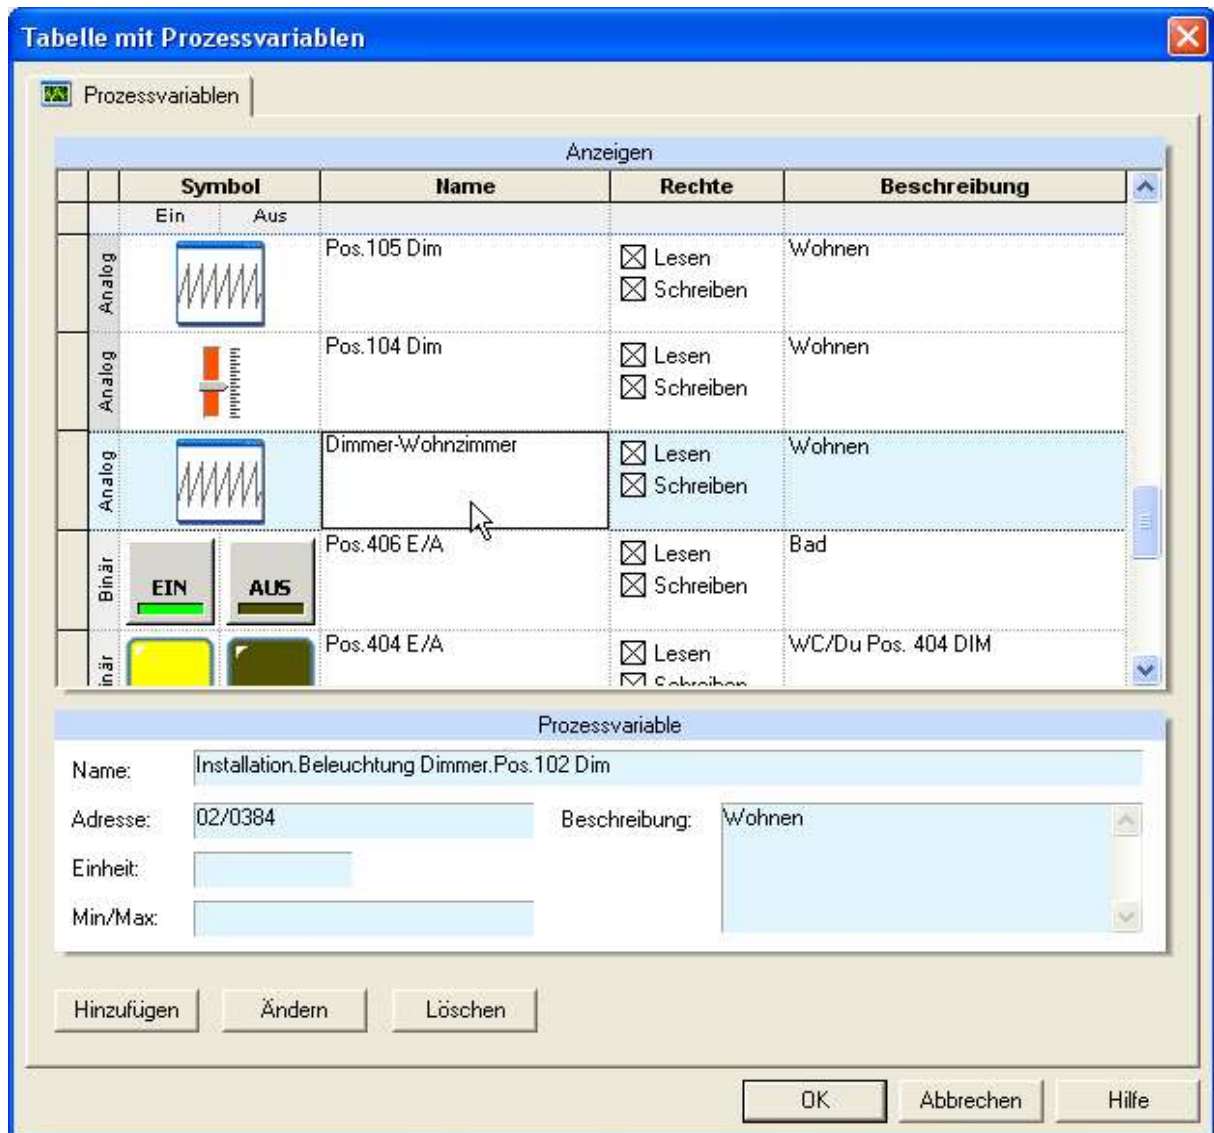 Tabelle mit Prozessvariablen
Prozessvariablen
Anzeigen
Symbol Name Rechte Beschreibung
Ein Aus
Analog Pos.105 Dim Lesen Wohnen
Schreiben
Analog Pos.104 Dim Lesen Wohnen
Schreiben
Analog Dimmer-Wohnzimmer Lesen Wohnen
Schreiben
Binär EIN AUS Pos.406 E/A Lesen Bad
Schreiben
Pos.404 E/A Lesen WC/Du Pos. 404 DIM
Prozessvariable
Name: Installation.Beleuchtung Dimmer.Pos.102 Dim
Adresse: 02/0384 Beschreibung: Wohnen
Einheit:
Min/Max:
Hinzufügen Ändern Löschen
OK Abbrechen Hilfe